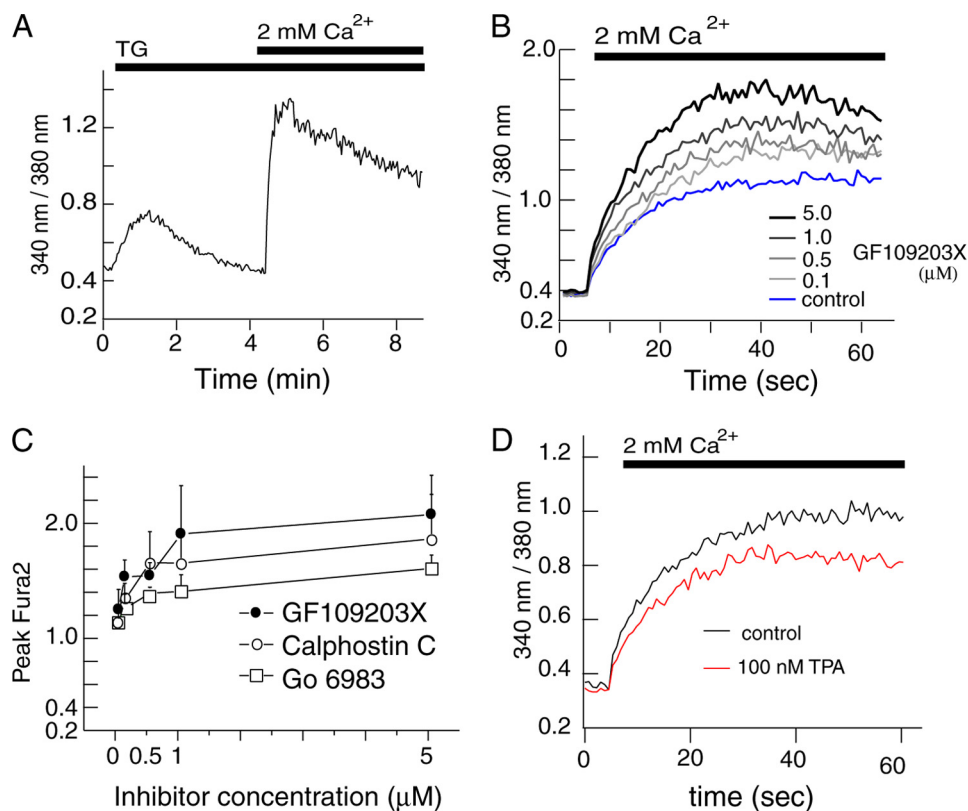 A
TG
2 mM Ca2+
340 nm / 380 nm
1.2
0.8
0.4
0.2
0 2 4 6 8
Time (min)
B
2 mM Ca2+
340 nm / 380 nm
2.0
1.0
0.4
0.2
5.0
1.0
0.5
0.1
control
GF109203X
(μM)
0 20 40 60
Time (sec)
C
Peak Fura2
2.0
1.0
0.4
0.2
GF109203X
Calphostin C
Go 6983
0 0.5 1 5
Inhibitor concentration (μM)
D
2 mM Ca2+
340 nm / 380 nm
1.2
1.0
0.8
0.6
0.4
0.2
control
100 nM TPA
0 20 40 60
time (sec)